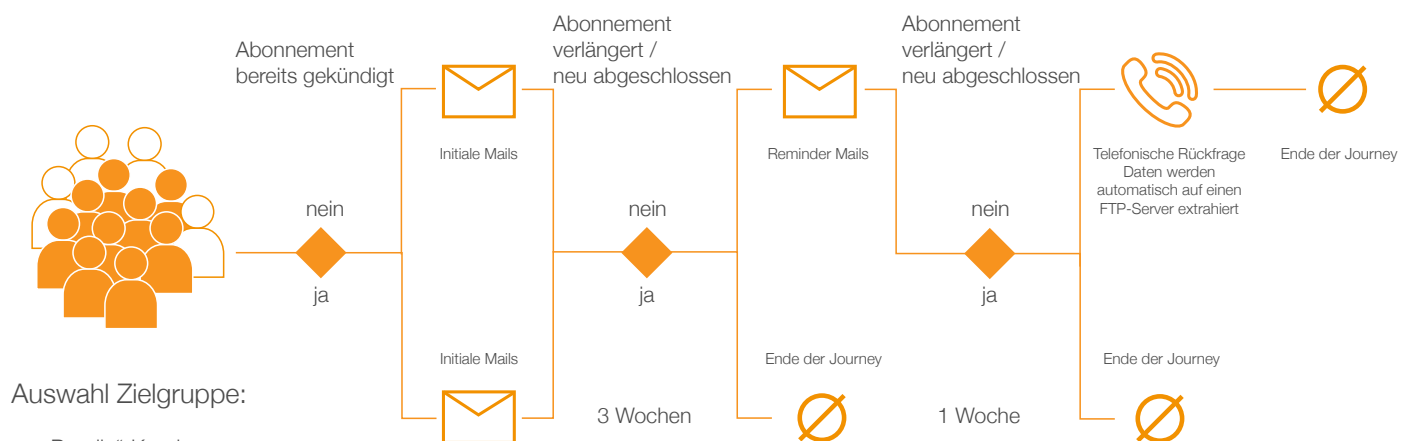 Abonnement
bereits gekündigt
Abonnement
verlängert /
neu abgeschlossen
Abonnement
verlängert /
neu abgeschlossen
Initiale Mails
Reminder Mails
Telefonische Rückfrage
Daten werden
automatisch auf einen
FTP-Server extrahiert
Ende der Journey
nein
nein
nein
ja
ja
ja
Initiale Mails
Ende der Journey
Ende der Journey
Auswahl Zielgruppe:
3 Wochen
1 Woche